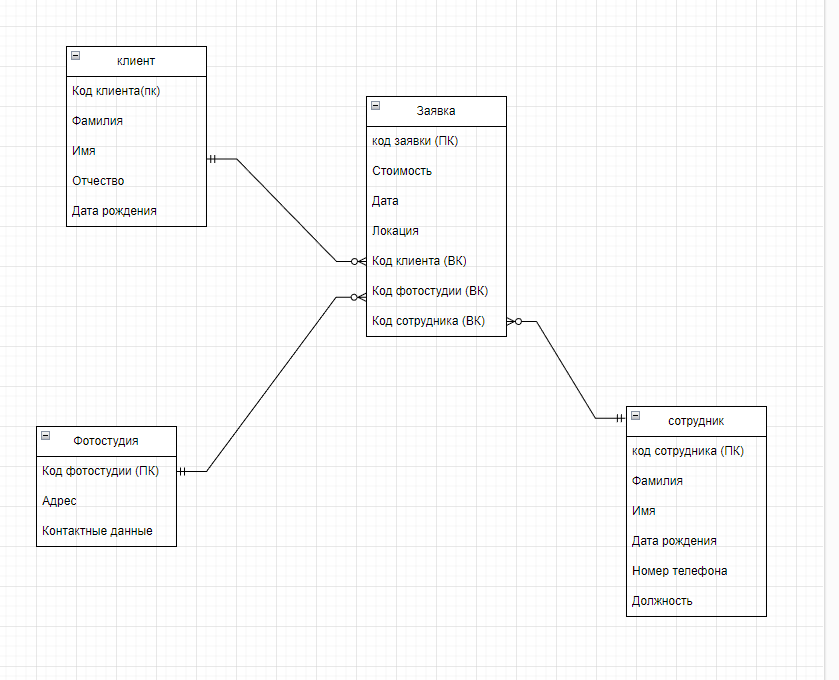 клиент
Код клиента(пк)
Фамилия
Имя
Отчество
Дата рождения
Заявка
код заявки (ПК)
Стоимость
Дата
Локация
Код клиента (ВК)
Код фотостудии (ВК)
Код сотрудника (ВК)
Фотостудия
Код фотостудии (ПК)
Адрес
Контактные данные
сотрудник
код сотрудника (ПК)
Фамилия
Имя
Дата рождения
Номер телефона
Должность